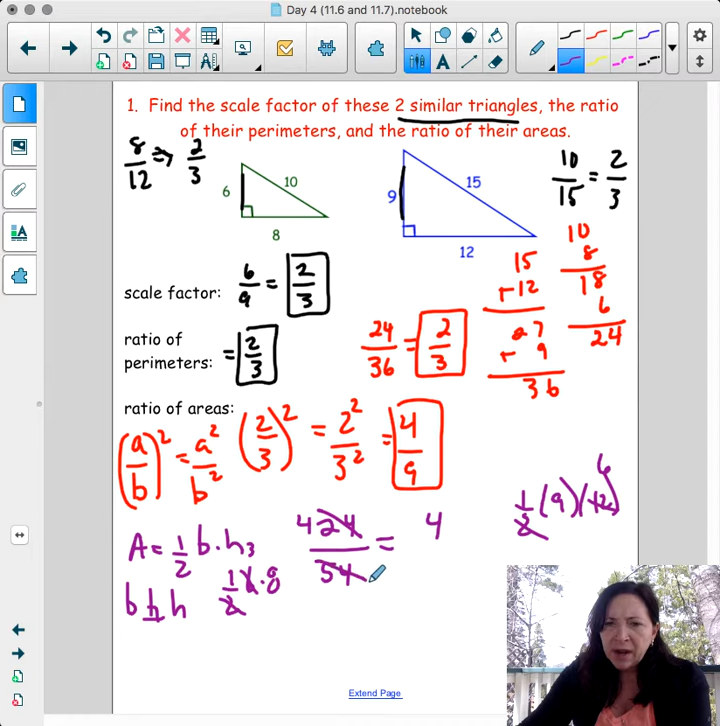 Day 4 (11.6 and 11.7).notebook
1. Find the scale factor of these 2 similar triangles, the ratio
of their perimeters, and the ratio of their areas.
8/12 ⇒ 2/3
6
10
8
9
15
12
10/15 = 2/3
scale factor: 6/9 = 2/3
15
+ 12
27
+ 9
36
10
8
18
6
24
ratio of
perimeters: = 2/3
24/36 = 2/3
ratio of areas:
(a/b)² = a²/b²
(2/3)² = 2²/3² = 4/9
A = 1/2 b · h
b ⊥ h
4 24/54 = 4
1/2 (9)(12) 6
Extend Page